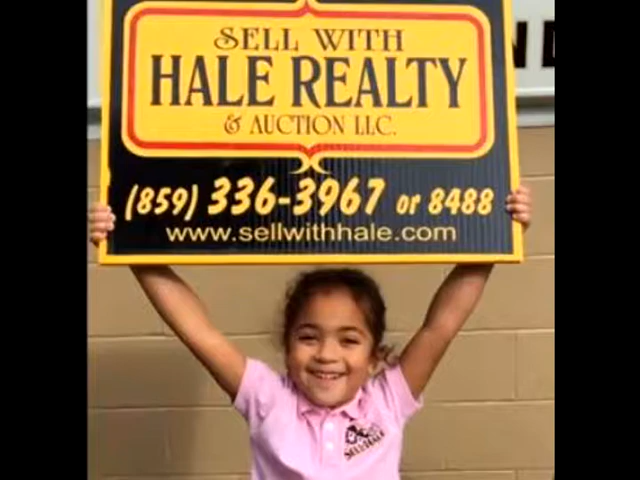 SELL WITH
HALE REALTY
& AUCTION LLC.
(859) 336-3967 or 8488
www.sellwithhale.com